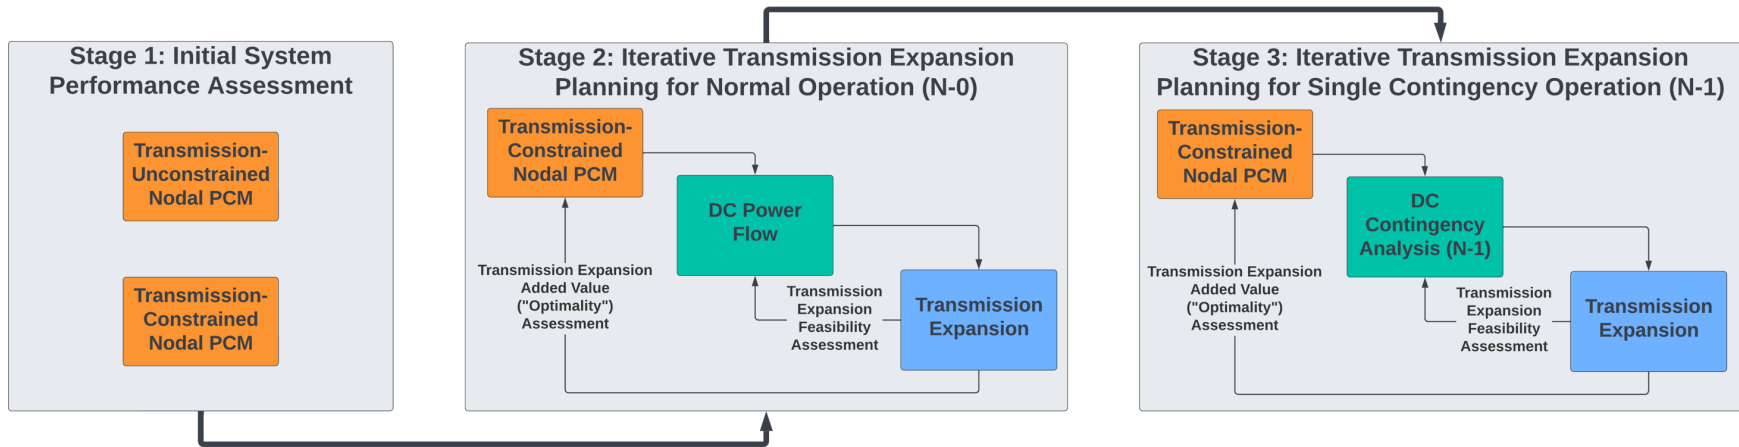 Stage 1: Initial System
Performance Assessment
Transmission-
Unconstrained
Nodal PCM
Transmission-
Constrained
Nodal PCM
Stage 2: Iterative Transmission Expansion
Planning for Normal Operation (N-0)
Transmission-
Constrained
Nodal PCM
DC Power
Flow
Transmission Expansion
Added Value
("Optimality")
Assessment
Transmission
Expansion
Feasibility
Assessment
Transmission
Expansion
Stage 3: Iterative Transmission Expansion
Planning for Single Contingency Operation (N-1)
Transmission-
Constrained
Nodal PCM
DC
Contingency
Analysis (N-1)
Transmission Expansion
Added Value
("Optimality")
Assessment
Transmission
Expansion
Feasibility
Assessment
Transmission
Expansion